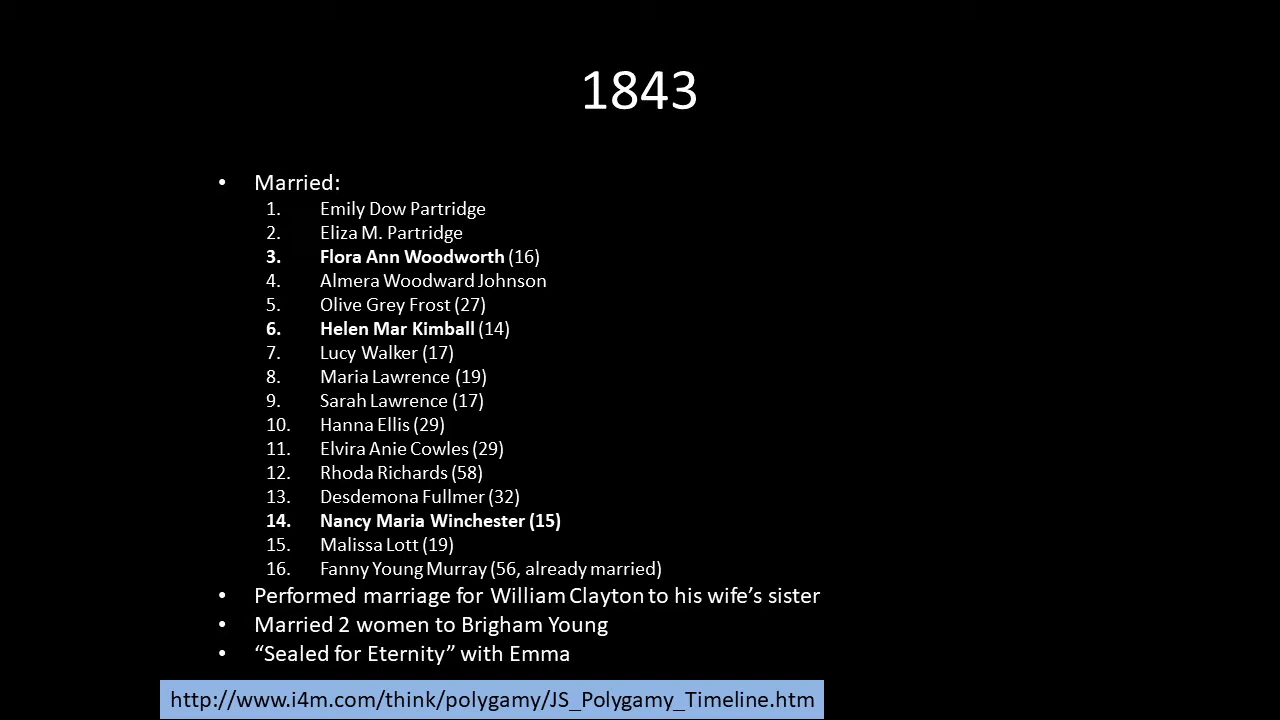 1843
• Married:
1. Emily Dow Partridge
2. Eliza M. Partridge
3. Flora Ann Woodworth (16)
4. Almera Woodward Johnson
5. Olive Grey Frost (27)
6. Helen Mar Kimball (14)
7. Lucy Walker (17)
8. Maria Lawrence (19)
9. Sarah Lawrence (17)
10. Hanna Ellis (29)
11. Elvira Anie Cowles (29)
12. Rhoda Richards (58)
13. Desdemona Fullmer (32)
14. Nancy Maria Winchester (15)
15. Malissa Lott (19)
16. Fanny Young Murray (56, already married)
• Performed marriage for William Clayton to his wife’s sister
• Married 2 women to Brigham Young
• “Sealed for Eternity” with Emma
http://www.i4m.com/think/polygamy/JS_Polygamy_Timeline.htm